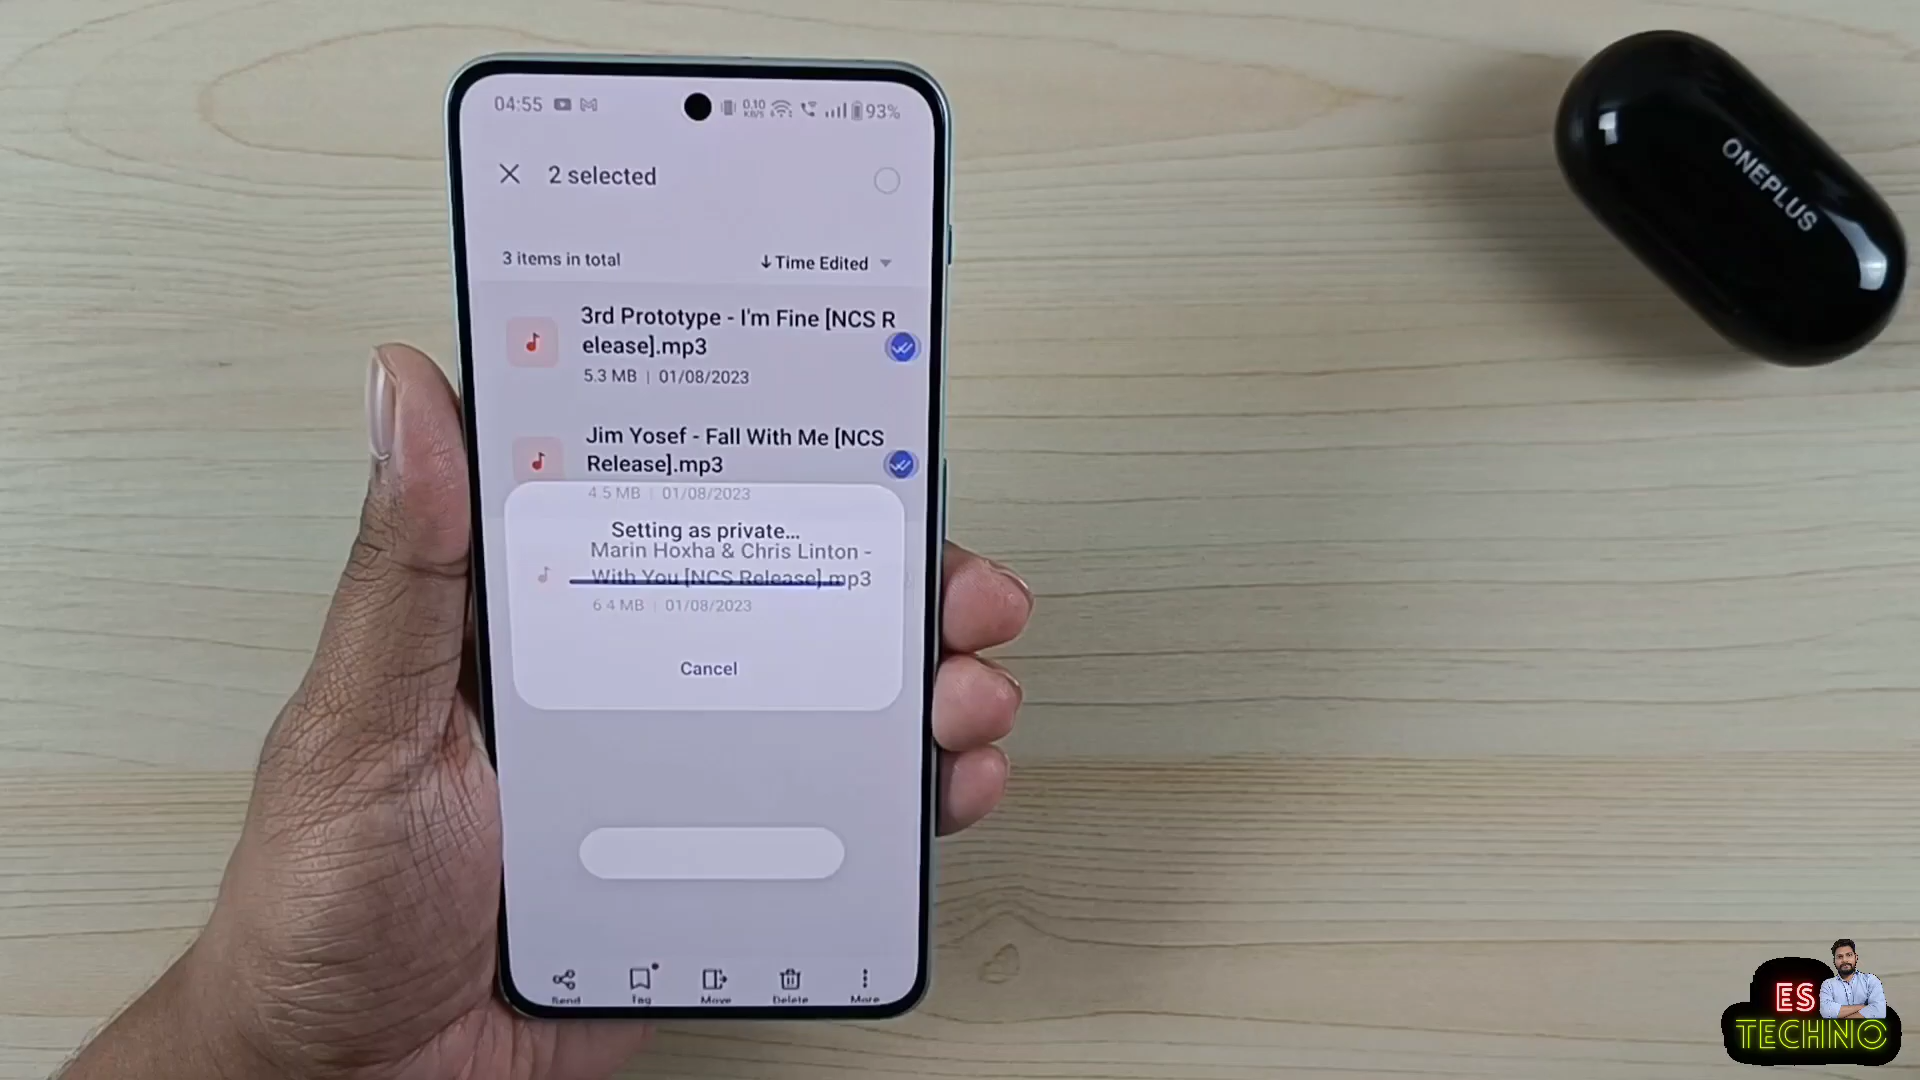 04:55
0.10
KB/S
93%
2 selected
3 items in total
Time Edited
3rd Prototype - I'm Fine [NCS R
elease].mp3
5.3 MB | 01/08/2023
Jim Yosef - Fall With Me [NCS
Release].mp3
4.5 MB | 01/08/2023
Setting as private...
Marin Hoxha & Chris Linton -
With You [NCS Release].mp3
6.4 MB | 01/08/2023
Cancel
Send
Tag
Move
Delete
More
ONEPLUS
ES
TECHNO